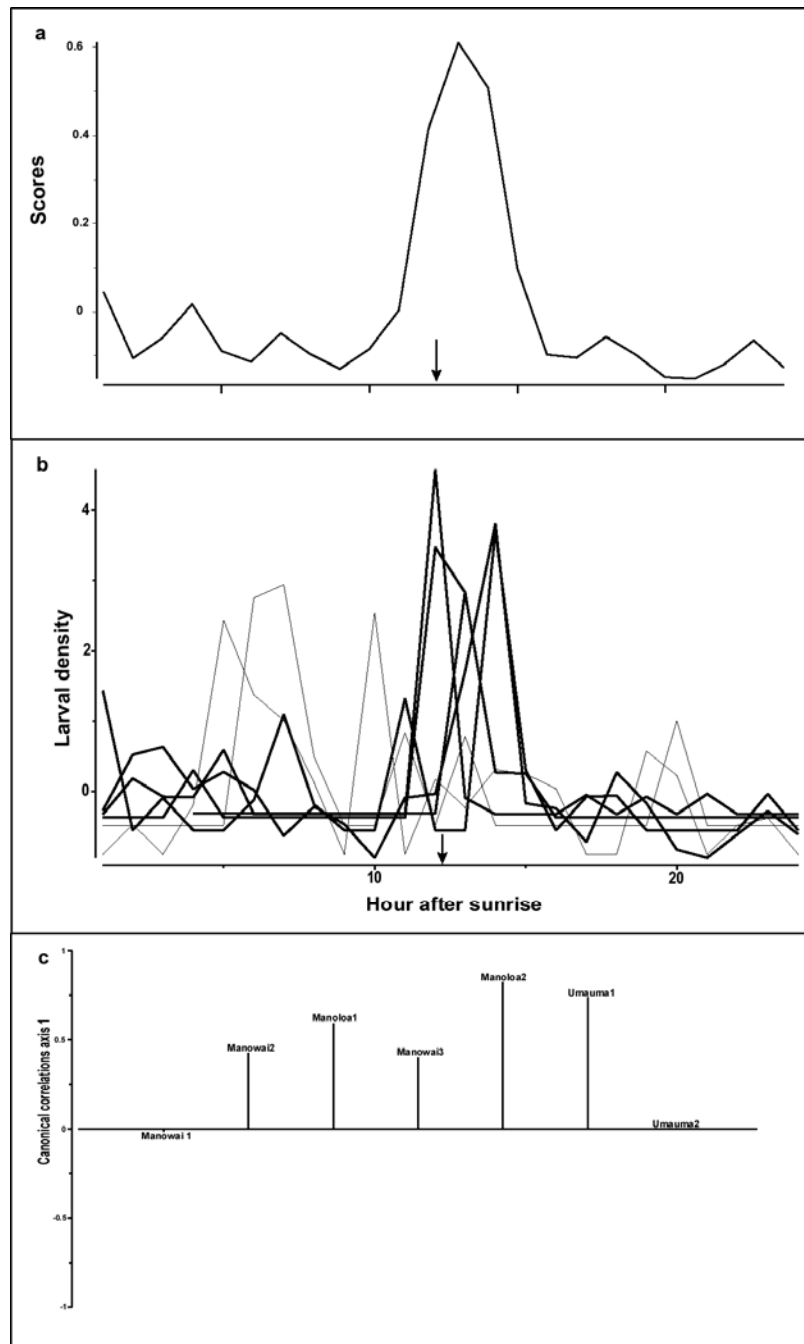 a
0.6
0.4
0.2
0
Scores
b
4
2
0
Larval density
10 20
Hour after sunrise
c
1
0.5
0
-0.5
-1
Canonical correlations axis 1
Manoloa2
Umauma1
Manoloa1
Manowai2
Manowai3
Manowai 1
Umauma2